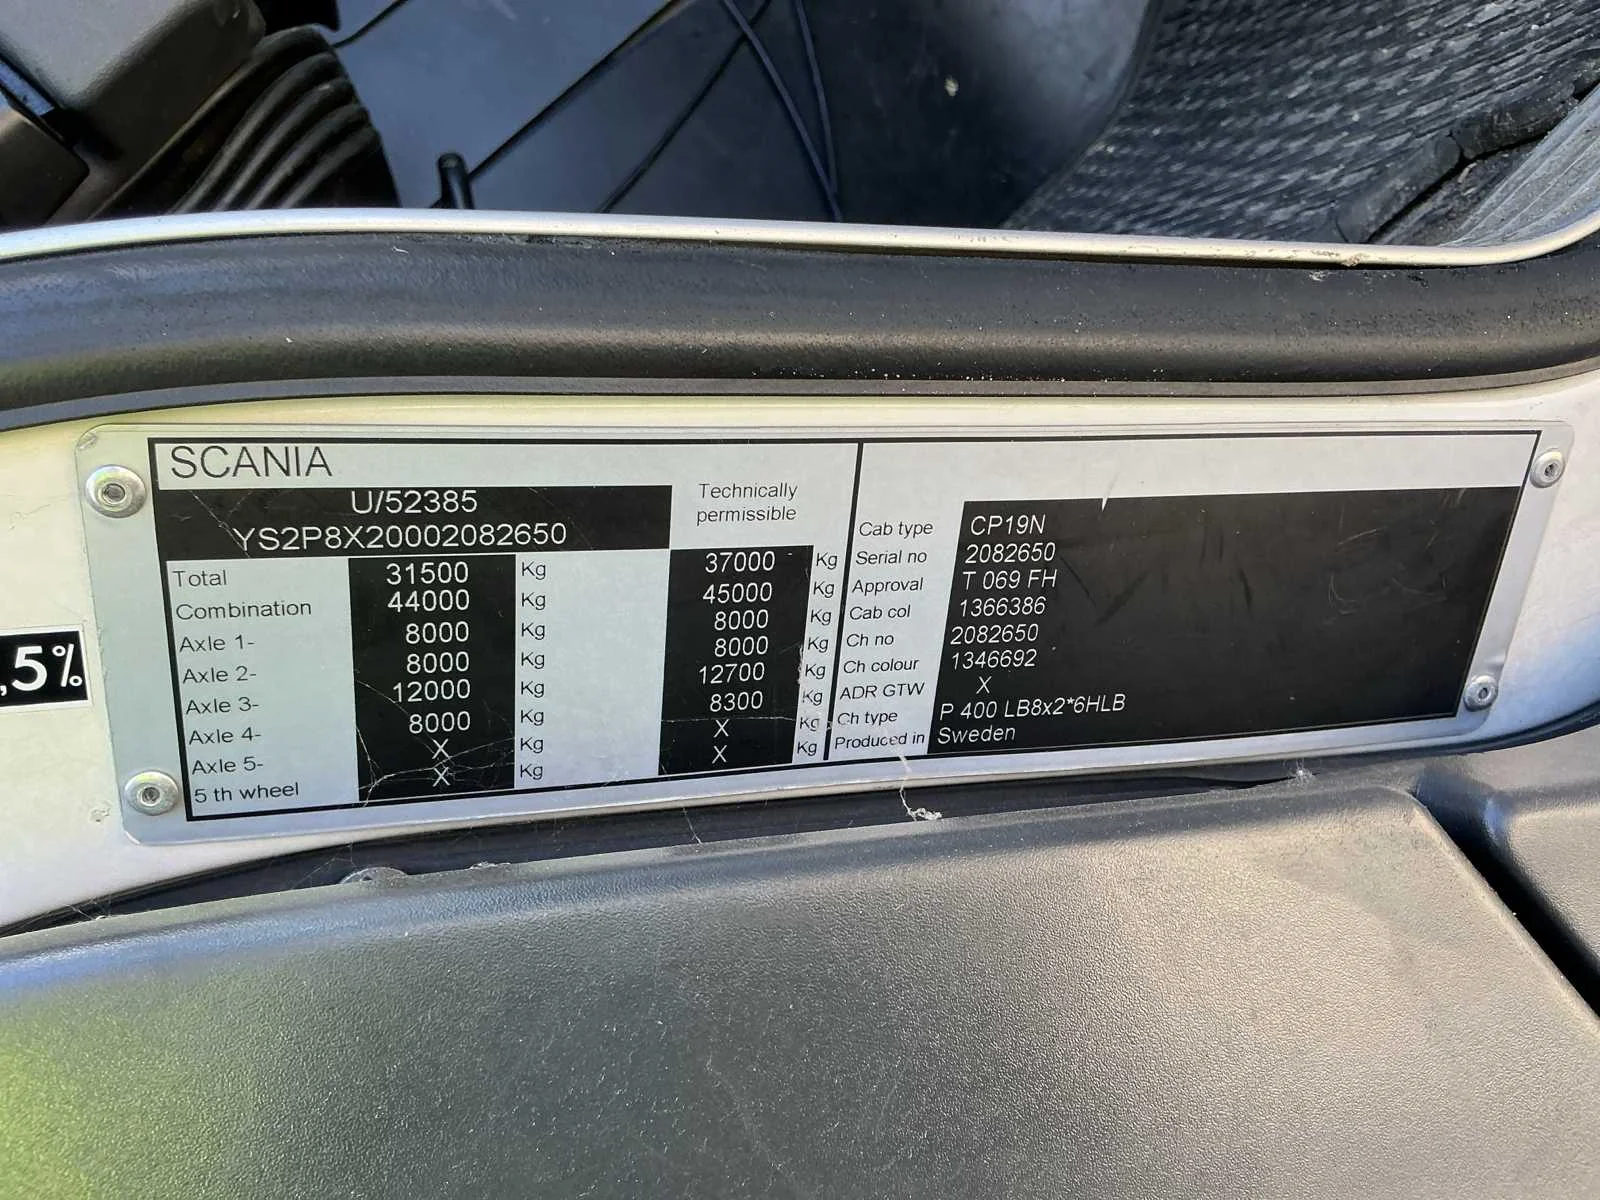 SCANIA
U/52385
YS2P8X20002082650
Technically
permissible
Total 31500 Kg 37000 Kg
Combination 44000 Kg 45000 Kg
Axle 1- 8000 Kg 8000 Kg
Axle 2- 8000 Kg 8000 Kg
Axle 3- 12000 Kg 12700 Kg
Axle 4- 8000 Kg 8300 Kg
Axle 5- X Kg X Kg
5 th wheel X Kg X Kg
Cab type CP19N
Serial no 2082650
Approval T 069 FH
Cab col 1366386
Ch no 2082650
Ch colour 1346692
ADR GTW X
Ch type P 400 LB8x2*6HLB
Produced in Sweden
,5%